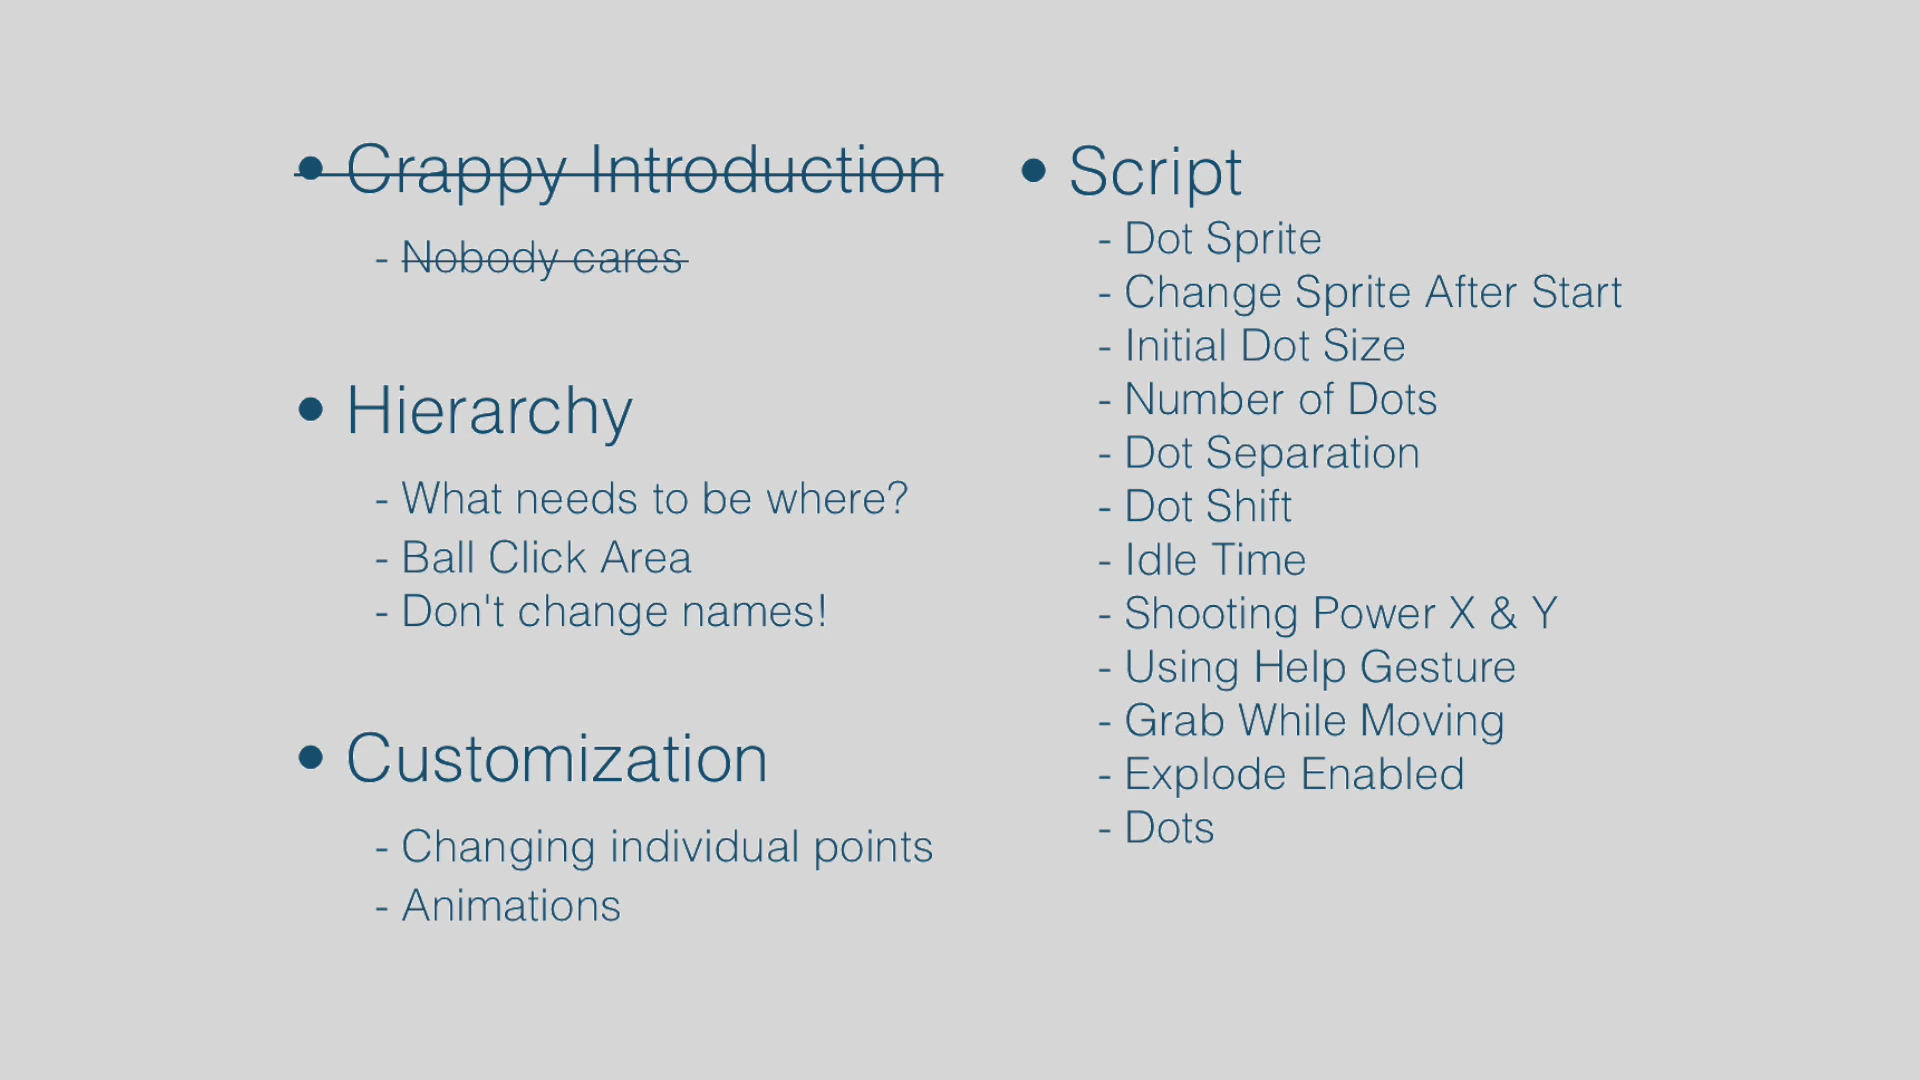 • Crappy Introduction
- Nobody cares
• Hierarchy
- What needs to be where?
- Ball Click Area
- Don't change names!
• Customization
- Changing individual points
- Animations
• Script
- Dot Sprite
- Change Sprite After Start
- Initial Dot Size
- Number of Dots
- Dot Separation
- Dot Shift
- Idle Time
- Shooting Power X & Y
- Using Help Gesture
- Grab While Moving
- Explode Enabled
- Dots